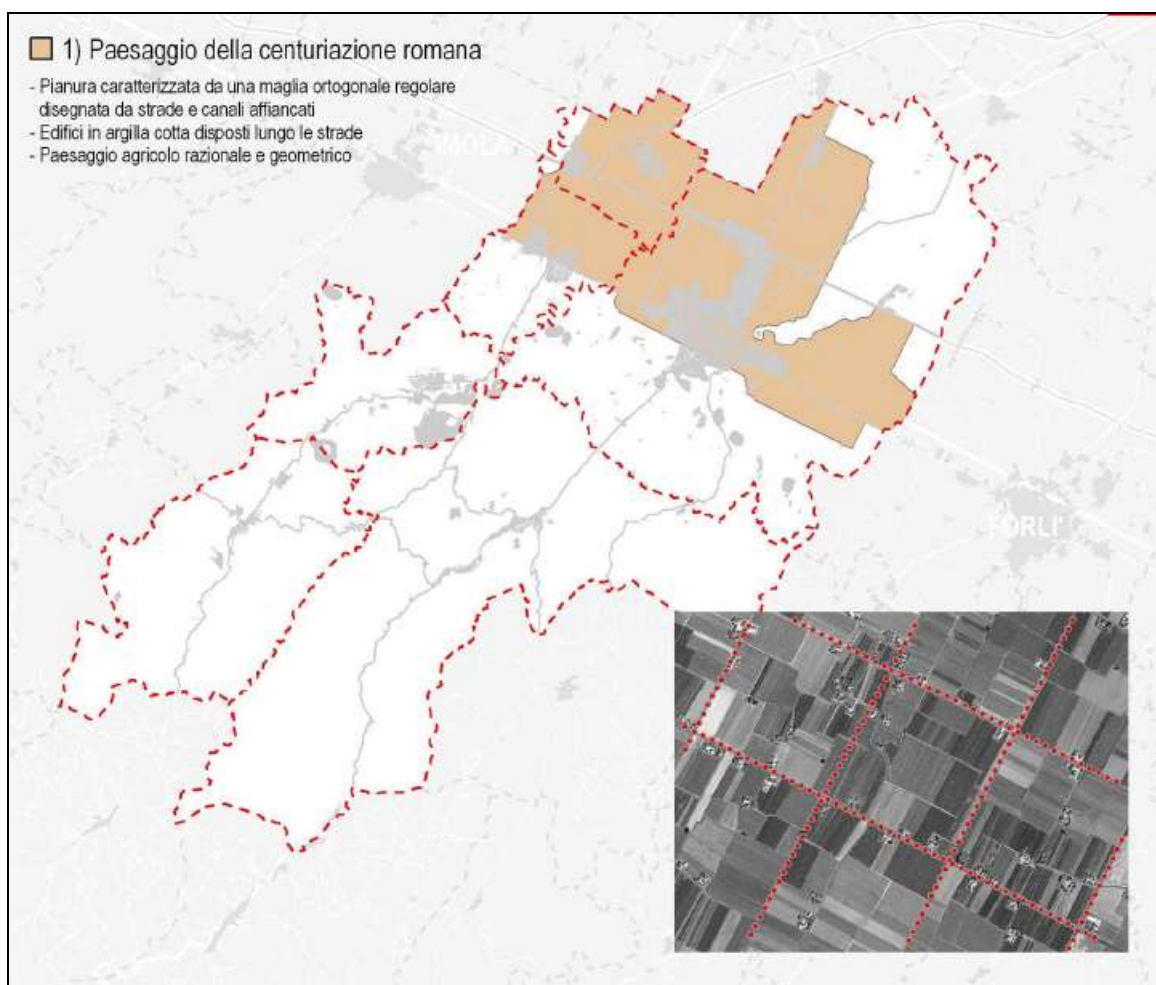 1) Paesaggio della centuriazione romana
- Pianura caratterizzata da una maglia ortogonale regolare
disegnata da strade e canali affiancati
- Edifici in argilla cotta disposti lungo le strade
- Paesaggio agricolo razionale e geometrico
IMOLA
FORLI'